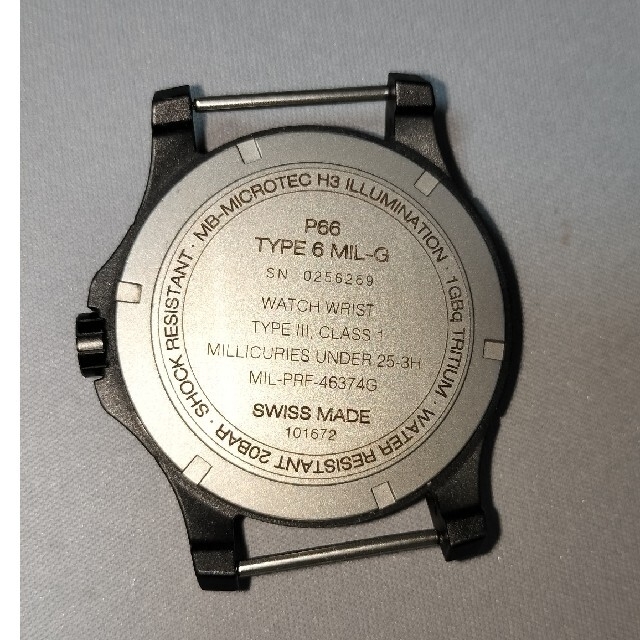 P66
TYPE 6 MIL-G
SN 0256269
WATCH WRIST
TYPE III, CLASS 1
MILLICURIES UNDER 25-3H
MIL-PRF-46374G
SWISS MADE
101672
SHOCK RESISTANT · MB-MICROTEC H3 ILLUMINATION · 1GBq TRITIUM · WATER RESISTANT 20BAR ·